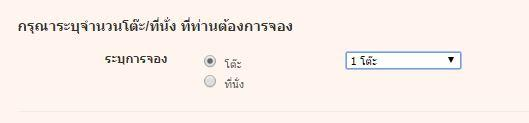 กรุณาระบุจำนวนโต๊ะ/ที่นั่ง ที่ท่านต้องการจอง
ระบุการจอง โต๊ะ 1 โต๊ะ
ที่นั่ง